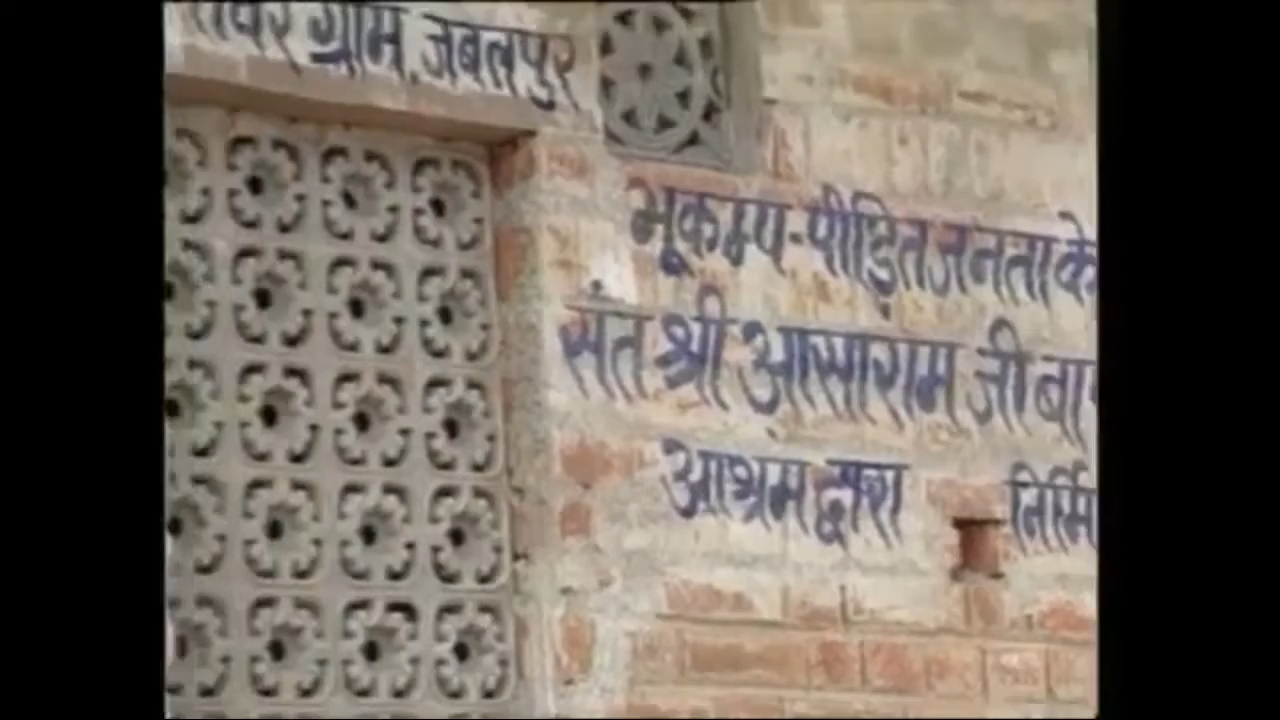 ग्राम, जबलपुर
भूकम्प-पीड़ित जनता के
संत श्री आसाराम जी
आश्रम द्वारा